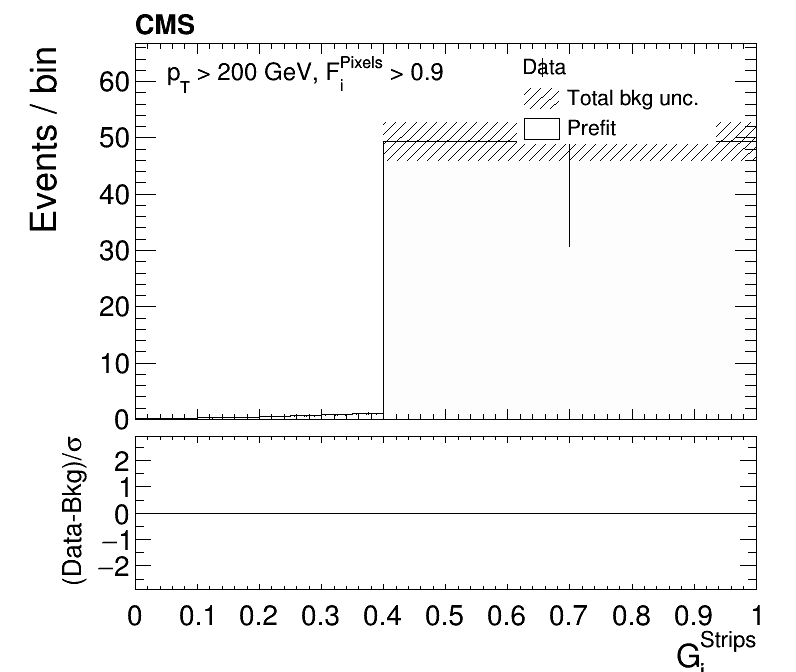 CMS
Events / bin
p_T > 200 GeV, F_i^Pixels > 0.9
Data
Total bkg unc.
Prefit
60
50
40
30
20
10
0
(Data-Bkg)/σ
2
1
0
−1
−2
0 0.1 0.2 0.3 0.4 0.5 0.6 0.7 0.8 0.9 1
G_i^Strips